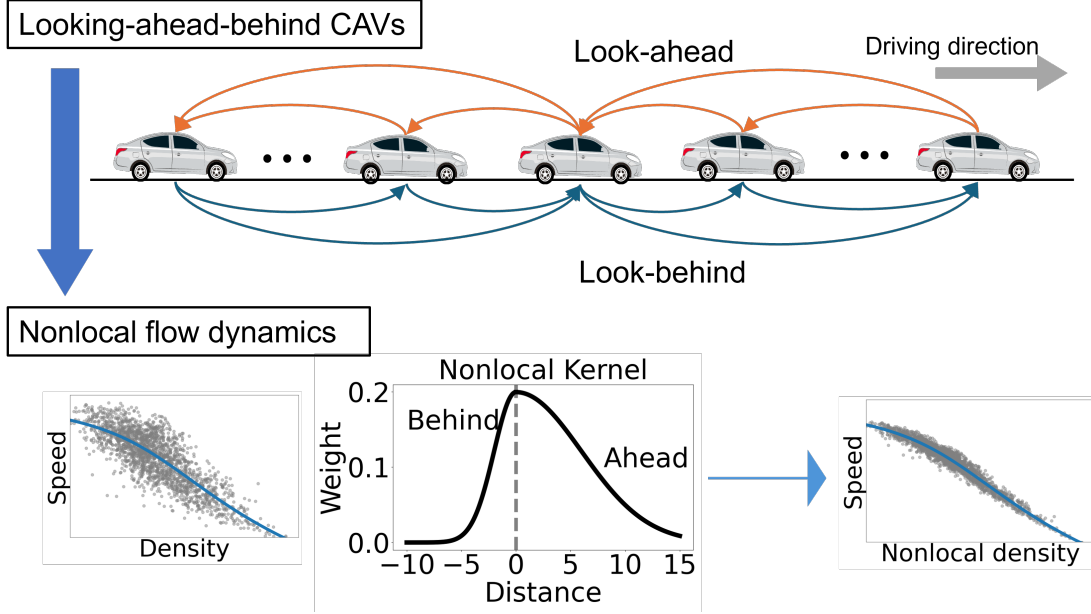 Looking-ahead-behind CAVs
Look-ahead
Driving direction
Look-behind
Nonlocal flow dynamics
Speed
Density
Nonlocal Kernel
Behind
Ahead
Weight
0.2
0.1
0.0
−10 −5 0 5 10 15
Distance
Speed
Nonlocal density